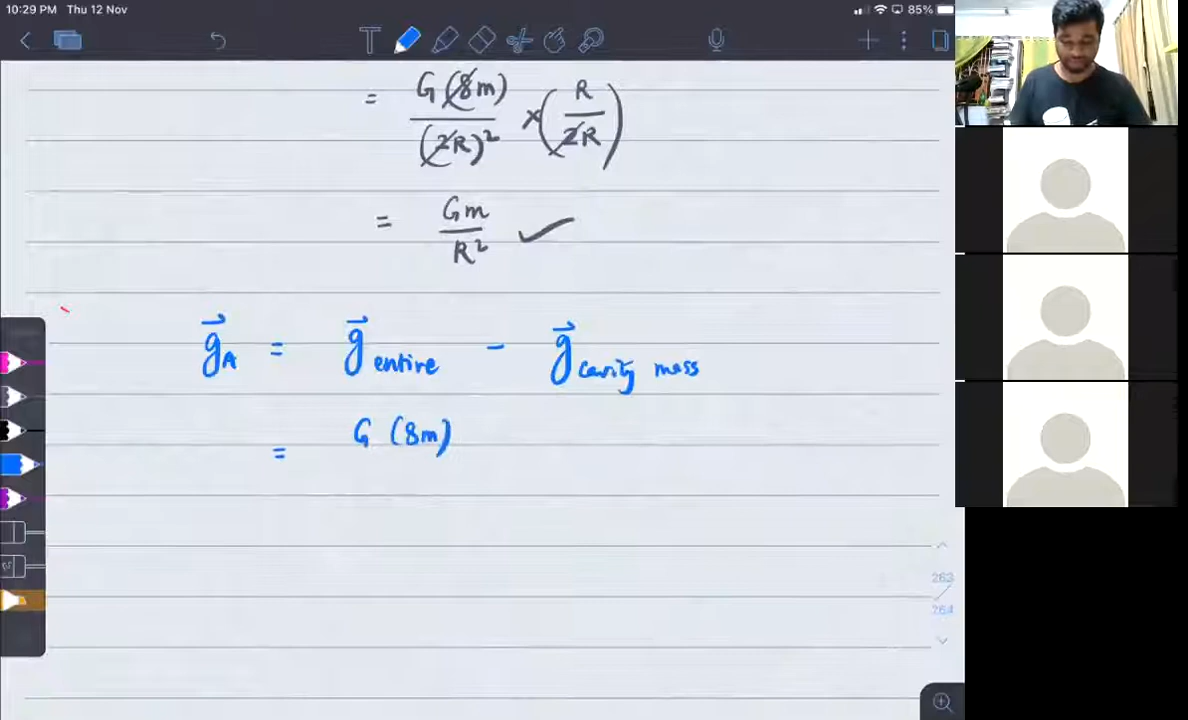 10:29 PM Thu 12 Nov 85%
= G(8m)/(2R)² × (R/2R)
= Gm/R² ✓
g⃗A = g⃗entire - g⃗cavity mass
= G (8m)
263
264